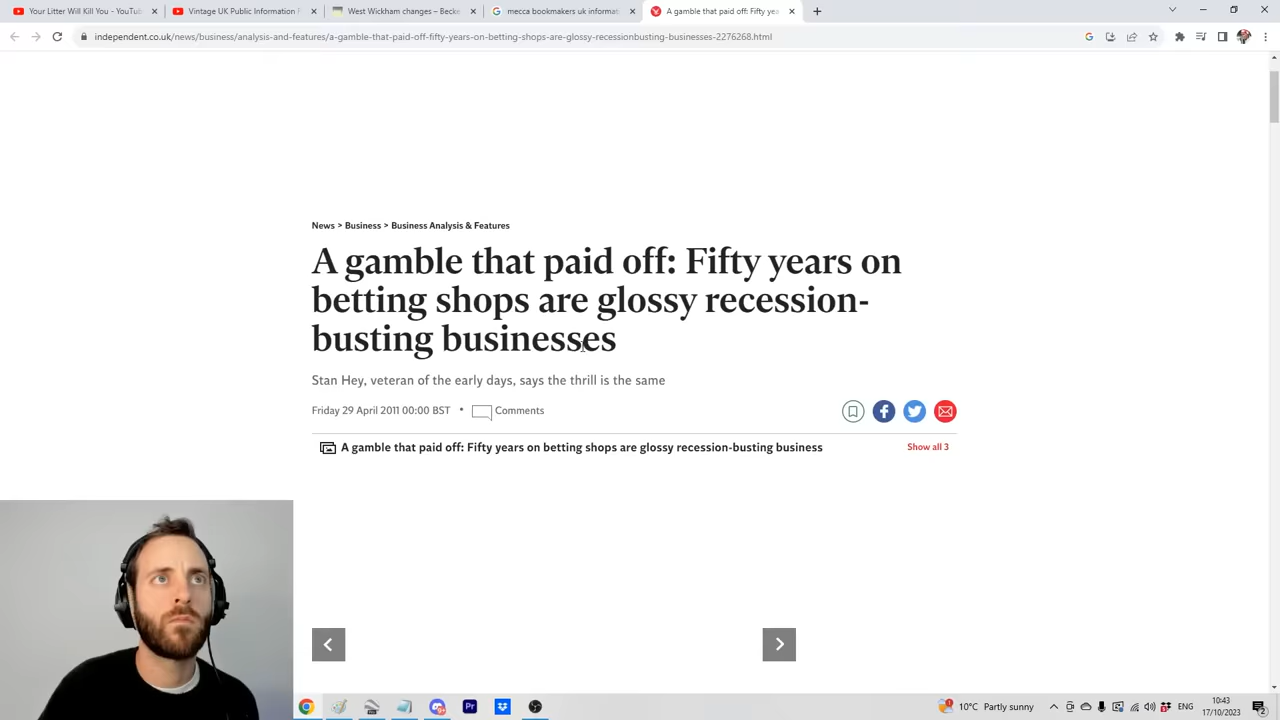 Your Litter Will Kill You - YouTu
Vintage UK Public Information F
West Wickham changes – Becke
mecca bookmakers uk informat
A gamble that paid off: Fifty yea
independent.co.uk/news/business/analysis-and-features/a-gamble-that-paid-off-fifty-years-on-betting-shops-are-glossy-recessionbusting-businesses-2276268.html
News > Business > Business Analysis & Features
A gamble that paid off: Fifty years on
betting shops are glossy recession-
busting businesses
Stan Hey, veteran of the early days, says the thrill is the same
Friday 29 April 2011 00:00 BST • Comments
A gamble that paid off: Fifty years on betting shops are glossy recession-busting business
Show all 3
10°C Partly sunny
ENG
10:43
17/10/2023